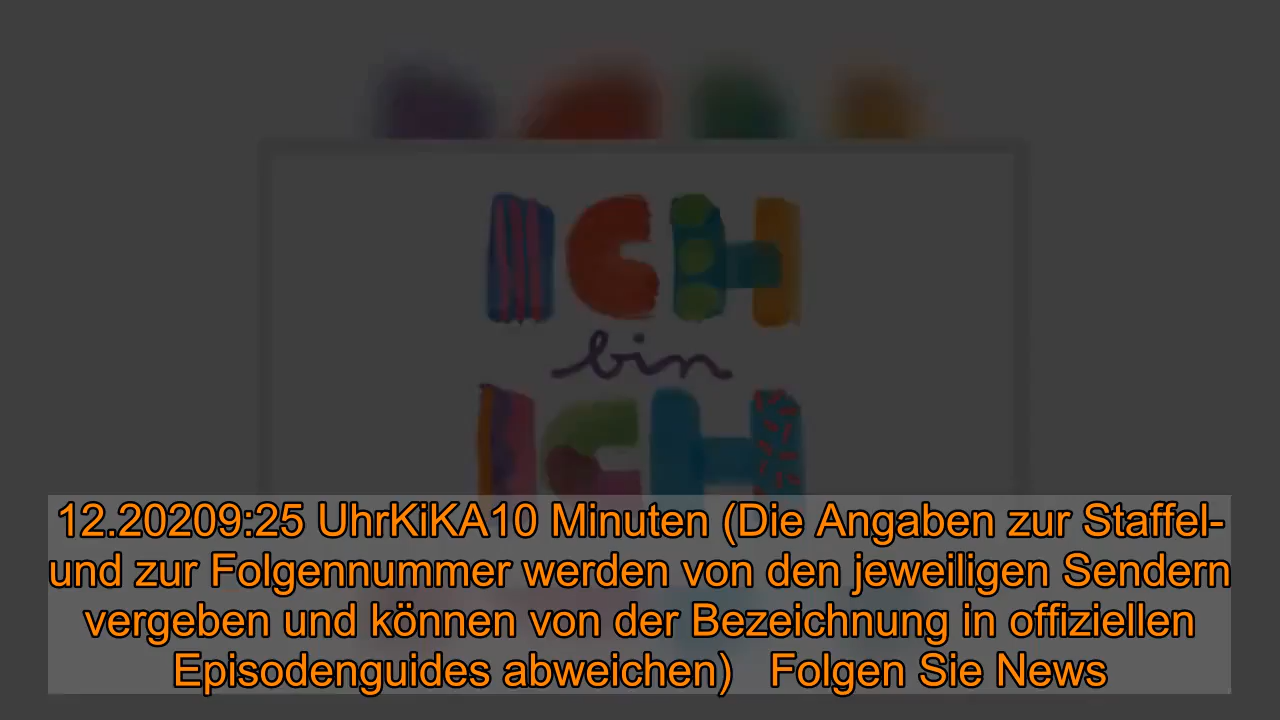 ICH
bin
ICH
12.20209:25 UhrKiKA10 Minuten (Die Angaben zur Staffel-
und zur Folgennummer werden von den jeweiligen Sendern
vergeben und können von der Bezeichnung in offiziellen
Episodenguides abweichen)   Folgen Sie News